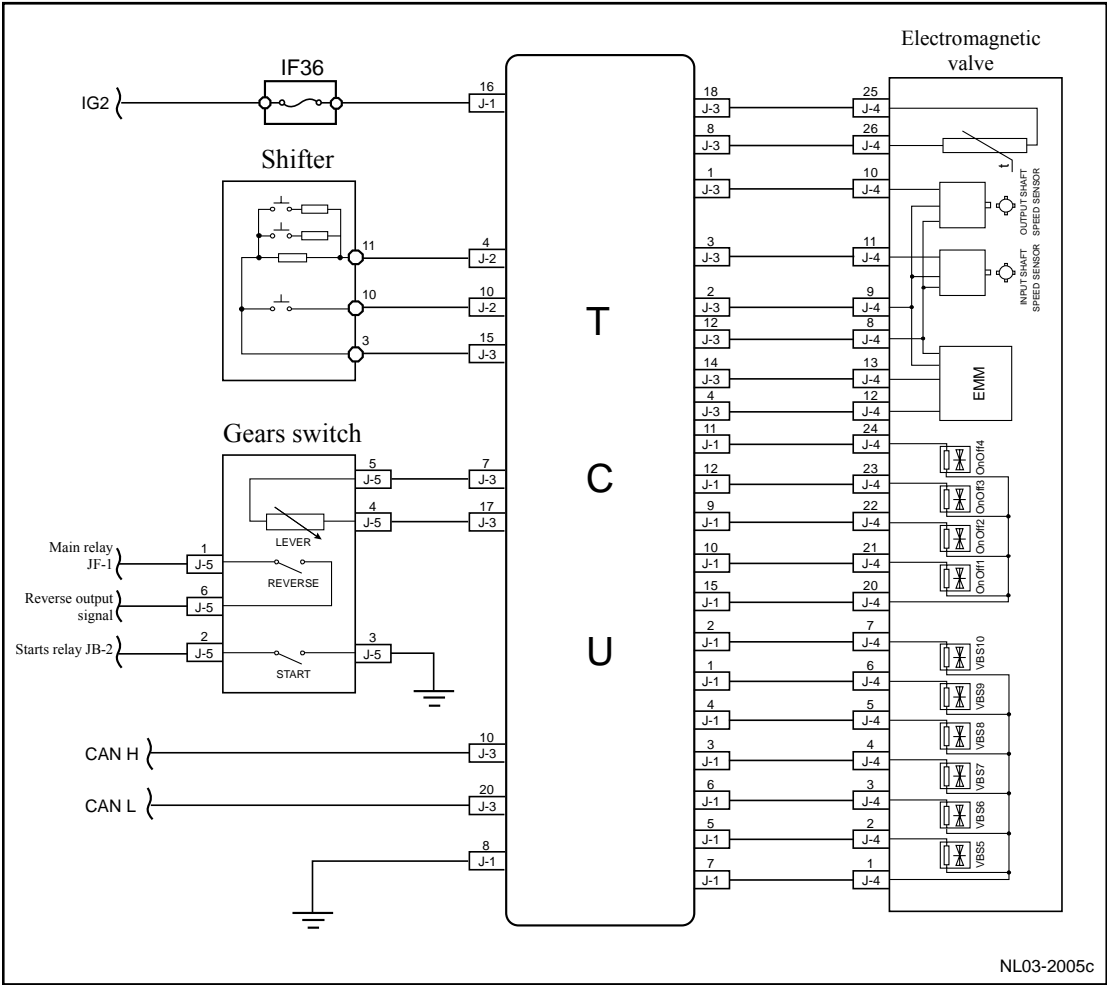 Electromagnetic
valve
IF36
IG2
16
J-1
Shifter
11
4
J-2
10
10
J-2
3
15
J-3
Gears switch
5
J-5
7
J-3
4
J-5
17
J-3
LEVER
Main relay
JF-1
1
J-5
REVERSE
Reverse output
signal
6
J-5
Starts relay JB-2
2
J-5
3
J-5
START
CAN H
10
J-3
CAN L
20
J-3
8
J-1
T
C
U
18
J-3
25
J-4
8
J-3
26
J-4
t
1
J-3
10
J-4
OUTPUT SHAFT
SPEED SENSOR
3
J-3
11
J-4
INPUT SHAFT
SPEED SENSOR
2
J-3
9
J-4
12
J-3
8
J-4
14
J-3
13
J-4
EMM
4
J-3
12
J-4
11
J-1
24
J-4
OnOff4
12
J-1
23
J-4
OnOff3
9
J-1
22
J-4
OnOff2
10
J-1
21
J-4
OnOff1
15
J-1
20
J-4
2
J-1
7
J-4
VBS10
1
J-1
6
J-4
VBS9
4
J-1
5
J-4
VBS8
3
J-1
4
J-4
VBS7
6
J-1
3
J-4
VBS6
5
J-1
2
J-4
VBS5
7
J-1
1
J-4
NL03-2005c